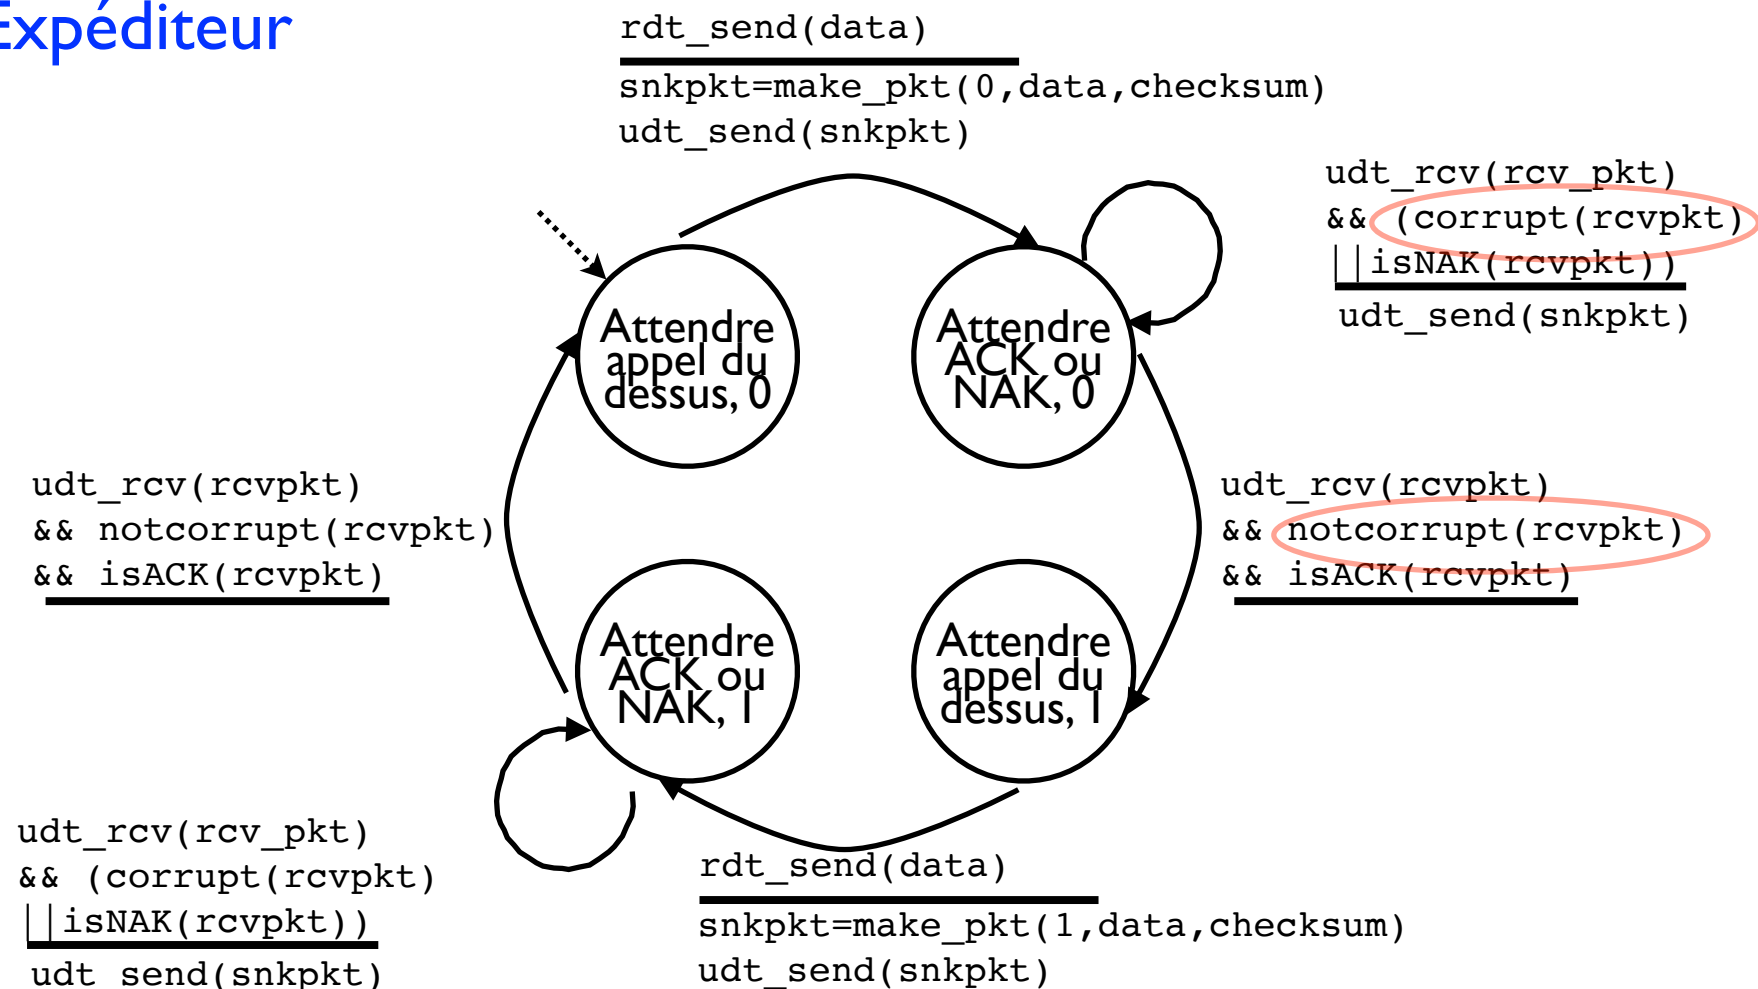 Expéditeur
rdt_send(data)
snkpkt=make_pkt(0,data,checksum)
udt_send(snkpkt)
udt_rcv(rcv_pkt)
&& (corrupt(rcvpkt)
||isNAK(rcvpkt))
udt_send(snkpkt)
Attendre
appel du
dessus, 0
Attendre
ACK ou
NAK, 0
udt_rcv(rcvpkt)
&& notcorrupt(rcvpkt)
&& isACK(rcvpkt)
udt_rcv(rcvpkt)
&& notcorrupt(rcvpkt)
&& isACK(rcvpkt)
Attendre
ACK ou
NAK, 1
Attendre
appel du
dessus, 1
udt_rcv(rcv_pkt)
&& (corrupt(rcvpkt)
||isNAK(rcvpkt))
udt_send(snkpkt)
rdt_send(data)
snkpkt=make_pkt(1,data,checksum)
udt_send(snkpkt)